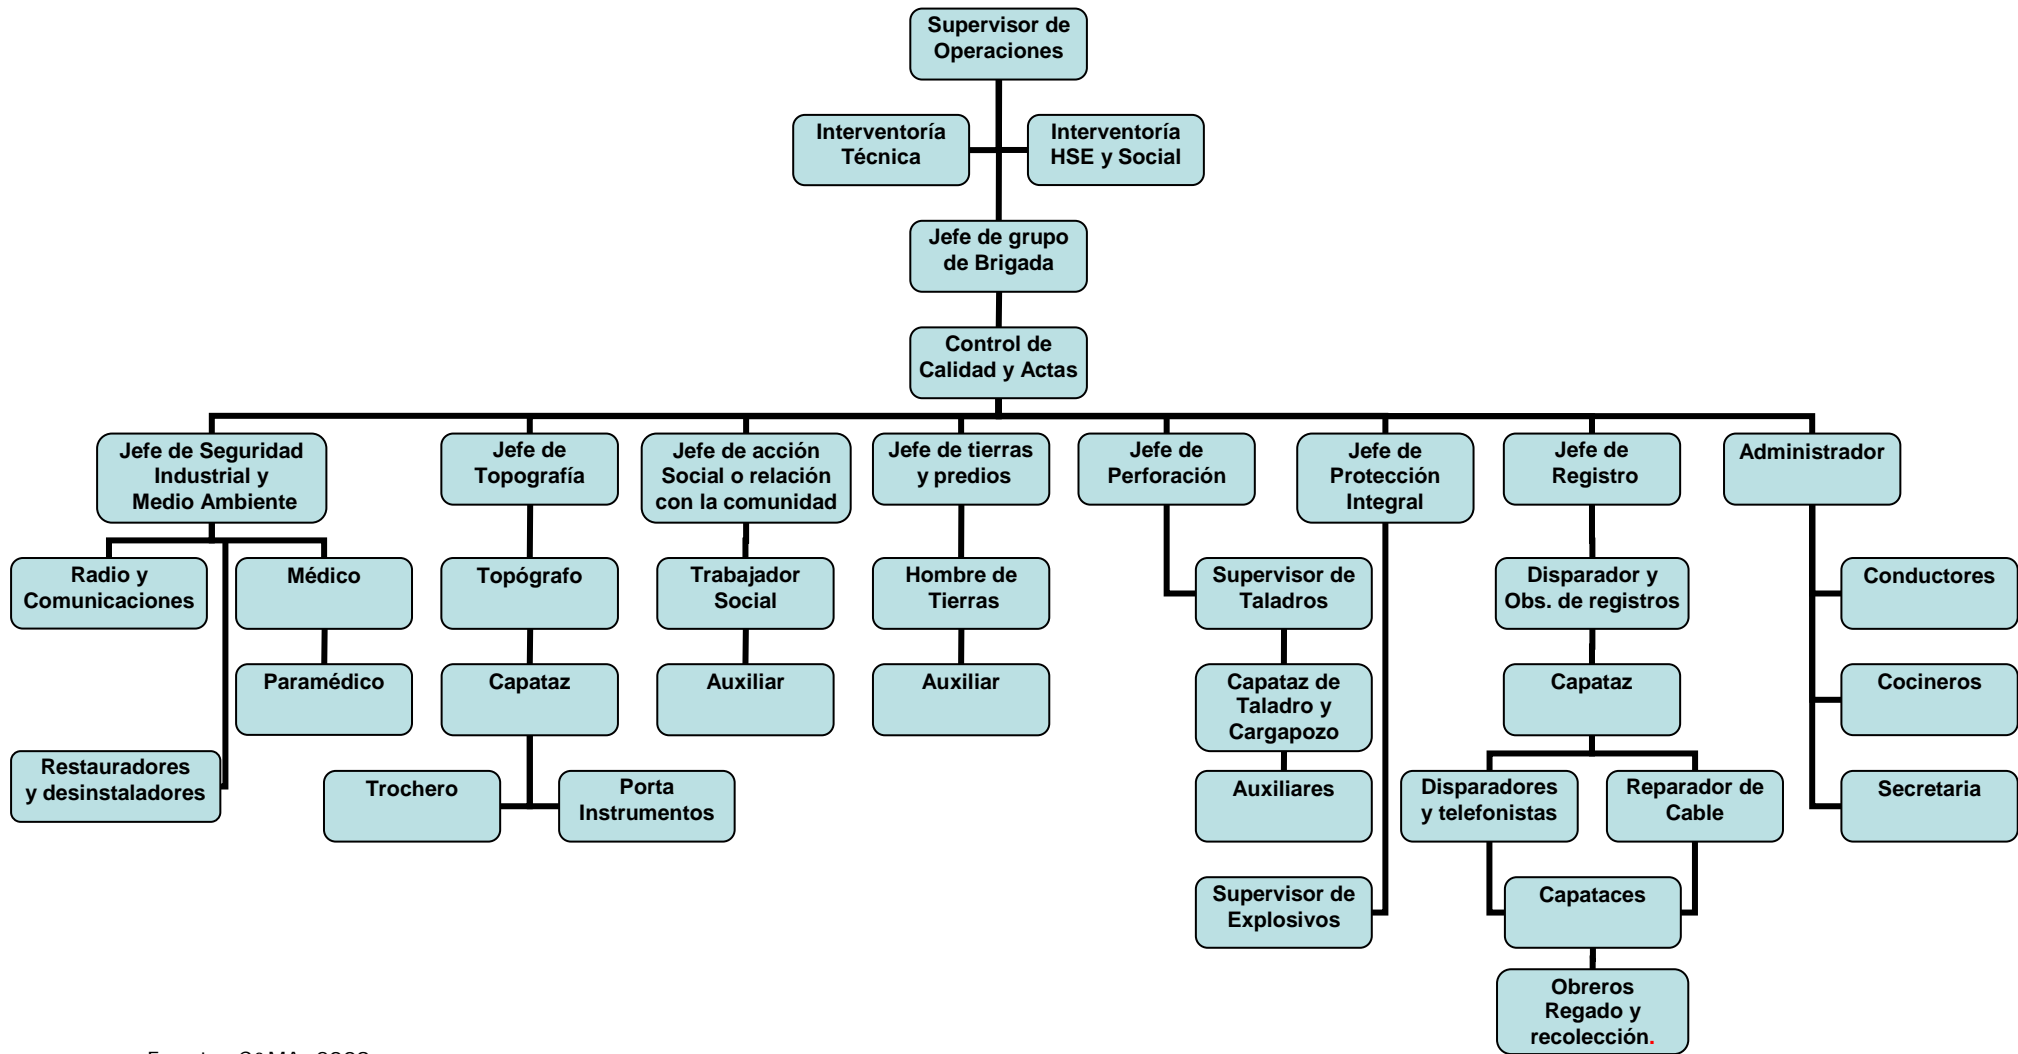 Supervisor de
Operaciones
Interventoría
Técnica
Interventoría
HSE y Social
Jefe de grupo
de Brigada
Control de
Calidad y Actas
Jefe de Seguridad
Industrial y
Medio Ambiente
Jefe de
Topografía
Jefe de acción
Social o relación
con la comunidad
Jefe de tierras
y predios
Jefe de
Perforación
Jefe de
Protección
Integral
Jefe de
Registro
Administrador
Radio y
Comunicaciones
Médico
Topógrafo
Trabajador
Social
Hombre de
Tierras
Supervisor de
Taladros
Disparador y
Obs. de registros
Conductores
Paramédico
Capataz
Auxiliar
Auxiliar
Capataz de
Taladro y
Cargapozo
Capataz
Cocineros
Restauradores
y desinstaladores
Trochero
Porta
Instrumentos
Auxiliares
Disparadores
y telefonistas
Reparador de
Cable
Secretaria
Supervisor de
Explosivos
Capataces
Obreros
Regado y
recolección.